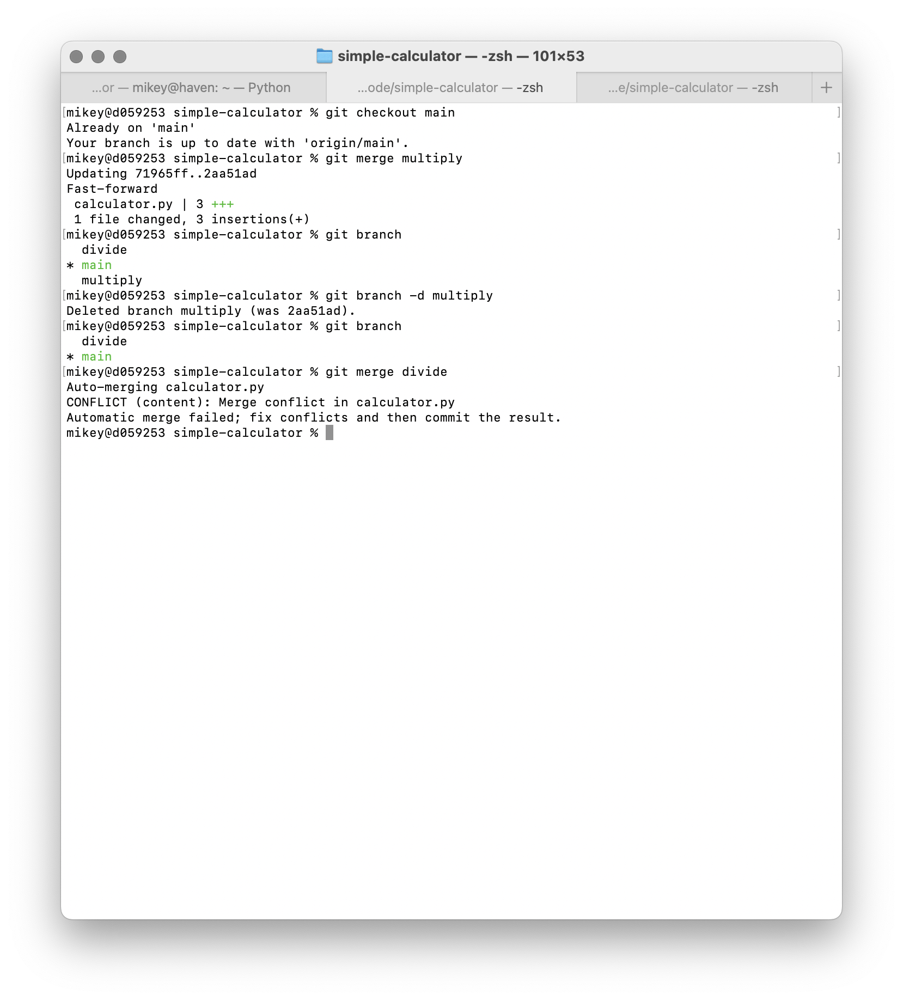 simple-calculator — -zsh — 101×53
...or — mikey@haven: ~ — Python
...ode/simple-calculator — -zsh
...e/simple-calculator — -zsh
+
[mikey@d059253 simple-calculator % git checkout main ]
Already on 'main'
Your branch is up to date with 'origin/main'.
[mikey@d059253 simple-calculator % git merge multiply ]
Updating 71965ff..2aa51ad
Fast-forward
 calculator.py | 3 +++
 1 file changed, 3 insertions(+)
[mikey@d059253 simple-calculator % git branch ]
  divide
* main
  multiply
[mikey@d059253 simple-calculator % git branch -d multiply ]
Deleted branch multiply (was 2aa51ad).
[mikey@d059253 simple-calculator % git branch ]
  divide
* main
[mikey@d059253 simple-calculator % git merge divide ]
Auto-merging calculator.py
CONFLICT (content): Merge conflict in calculator.py
Automatic merge failed; fix conflicts and then commit the result.
mikey@d059253 simple-calculator %